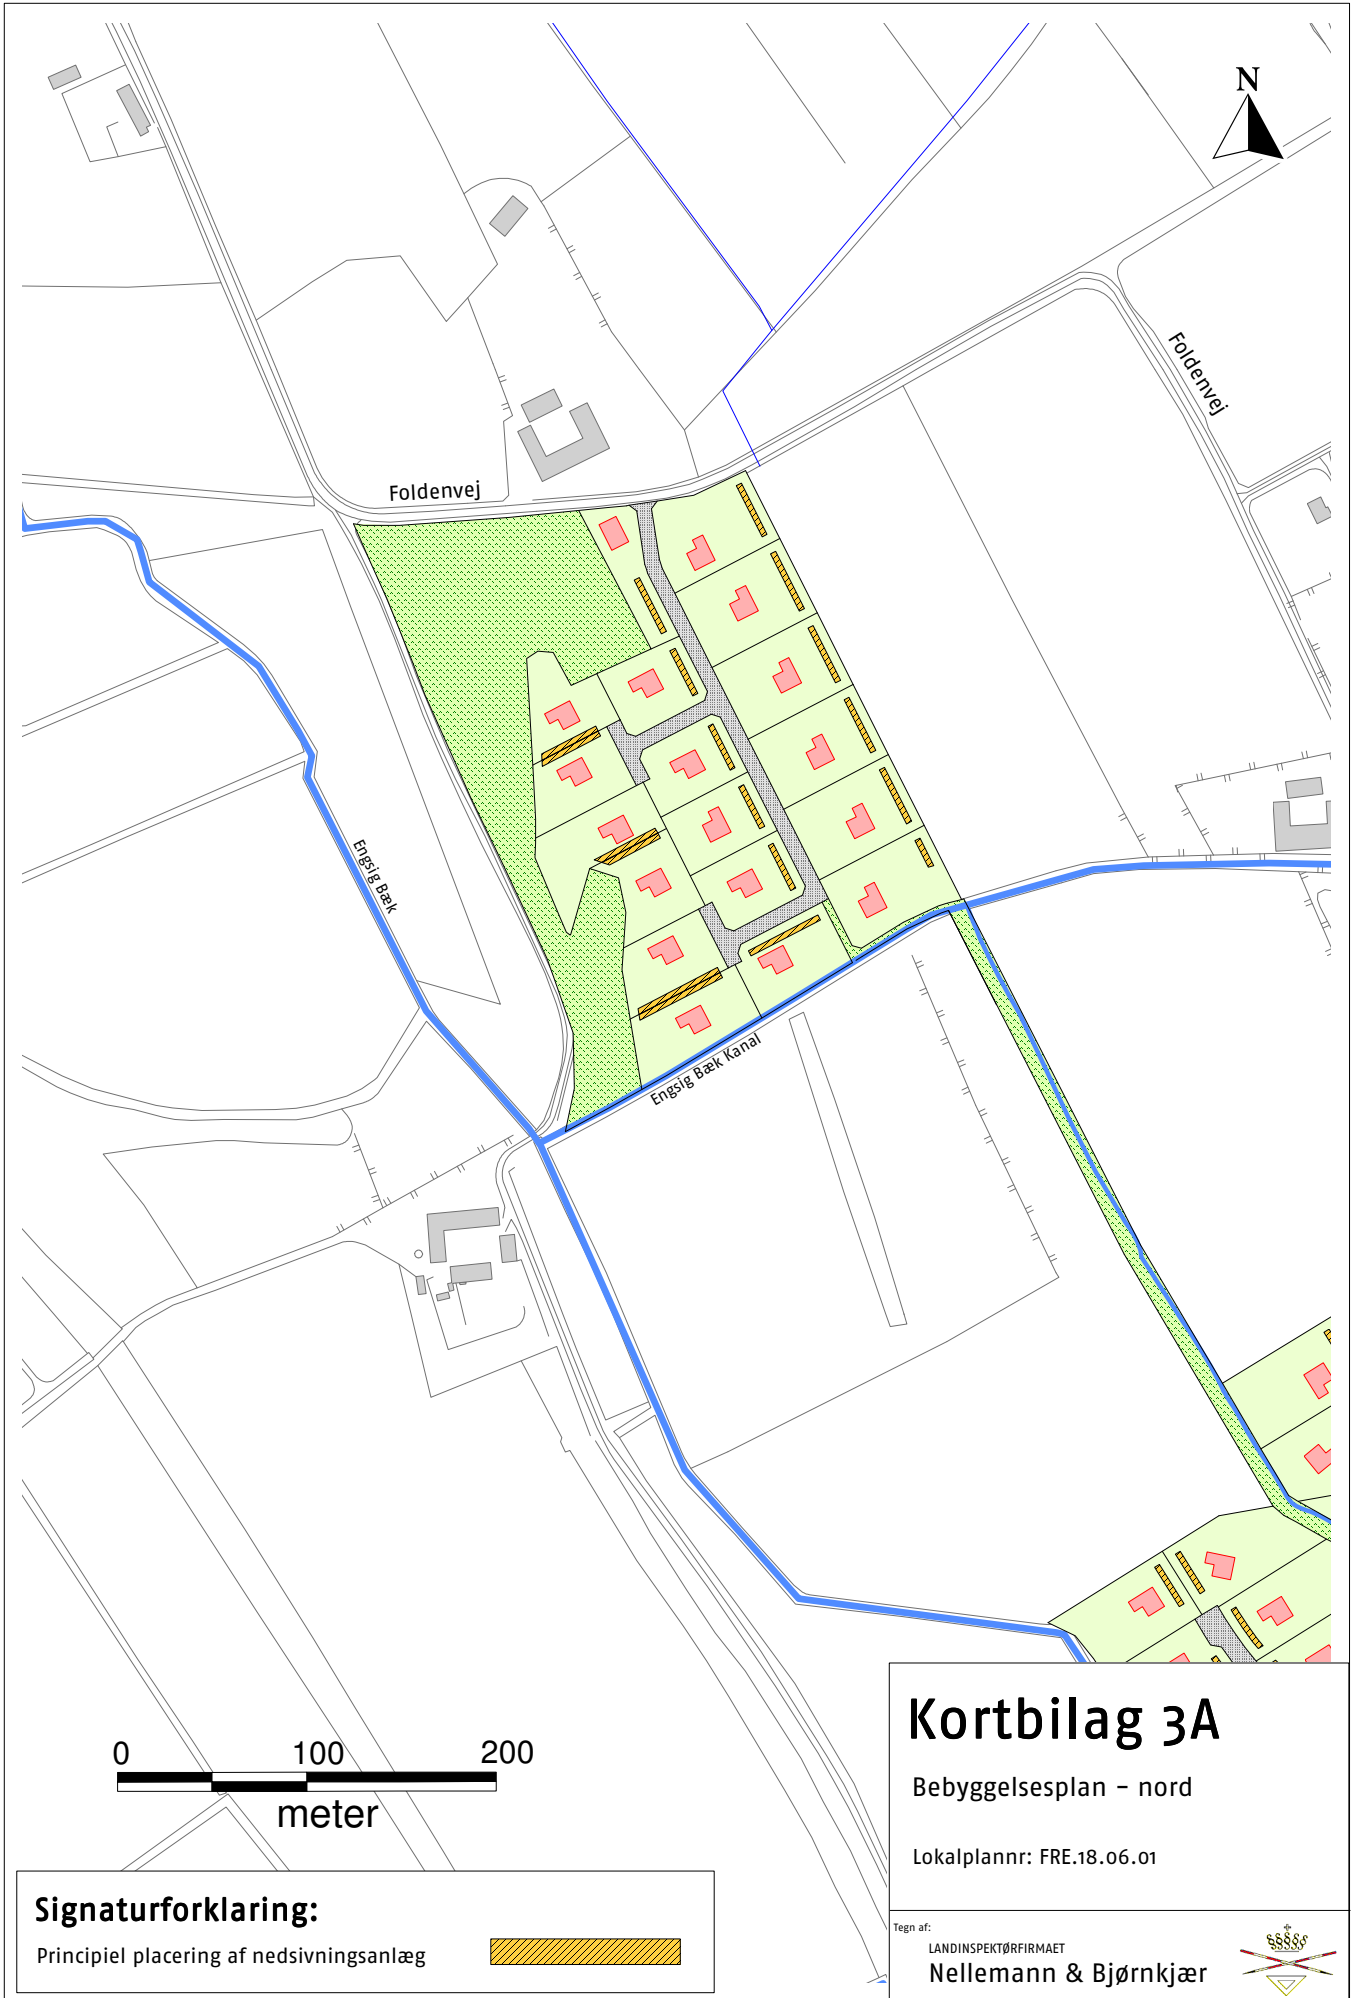 N
Foldenvej
Foldenvej
Engsig Bæk
Engsig Bæk Kanal
0 100 200
meter
Kortbilag 3A
Bebyggelsesplan - nord
Lokalplannr: FRE.18.06.01
Signaturforklaring:
Principiel placering af nedsivningsanlæg
Tegn af:
LANDINSPEKTØRFIRMAET
Nellemann & Bjørnkjær